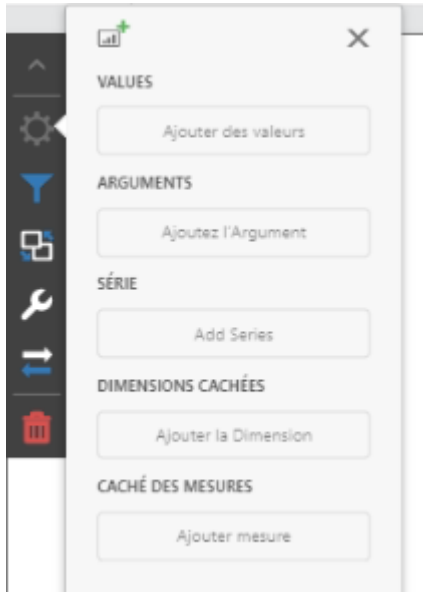 VALUES
Ajouter des valeurs
ARGUMENTS
Ajoutez l'Argument
SÉRIE
Add Series
DIMENSIONS CACHÉES
Ajouter la Dimension
CACHÉ DES MESURES
Ajouter mesure